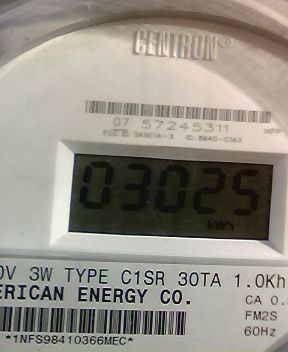 CENTRON®
07 57245311
03025
kWh
0V 3W TYPE C1SR 30TA 1.0Kh
ERICAN ENERGY CO.
CA 0.
FM2S
60Hz
*1NFS98410366MEC*